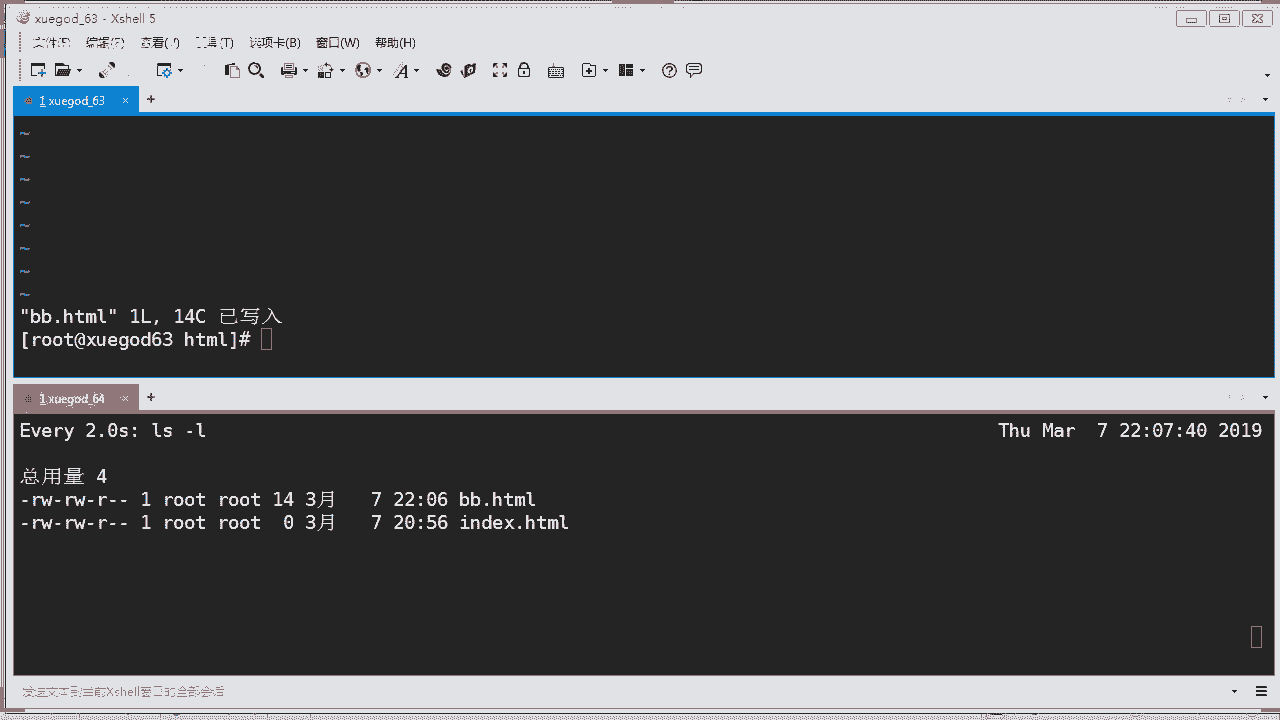 xuegod_63 - Xshell 5
文件(F) 编辑(E) 查看(V) 工具(T) 选项卡(B) 窗口(W) 帮助(H)
1 xuegod_63 × +
~
~
~
~
~
~
~
~
"bb.html" 1L, 14C 已写入
[root@xuegod63 html]#
1 xuegod_64 × +
Every 2.0s: ls -l Thu Mar  7 22:07:40 2019
总用量 4
-rw-rw-r-- 1 root root 14 3月   7 22:06 bb.html
-rw-rw-r-- 1 root root  0 3月   7 20:56 index.html
发送文本到当前Xshell窗口的全部会话